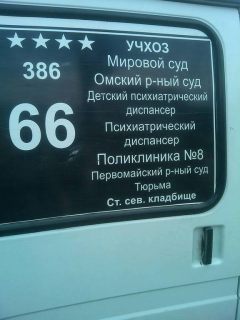 УЧХОЗ
386
Мировой суд
Омский р-ный суд
Детский психиатрический
диспансер
66
Психиатрический
диспансер
Поликлиника №8
Первомайский р-ный суд
Тюрьма
Ст. сев. кладбище